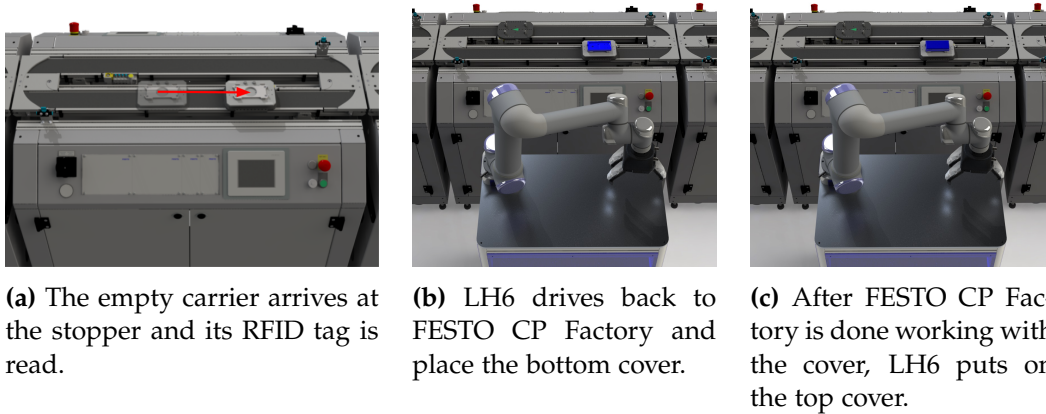 (a) The empty carrier arrives at
the stopper and its RFID tag is
read.
(b) LH6 drives back to
FESTO CP Factory and
place the bottom cover.
(c) After FESTO CP Fac-
tory is done working with
the cover, LH6 puts on
the top cover.